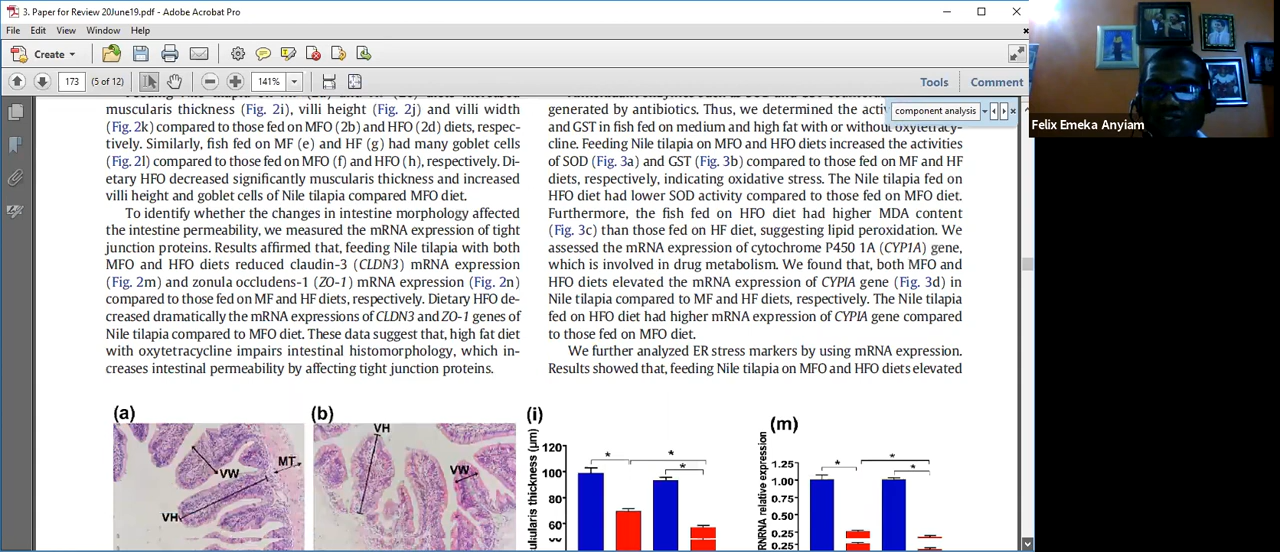 3. Paper for Review 20June19.pdf - Adobe Acrobat Pro
File Edit View Window Help
Create
173 (5 of 12) 141% Tools Comment
component analysis
Felix Emeka Anyiam
muscularis thickness (Fig. 2i), villi height (Fig. 2j) and villi width
(Fig. 2k) compared to those fed on MFO (2b) and HFO (2d) diets, respec-
tively. Similarly, fish fed on MF (e) and HF (g) had many goblet cells
(Fig. 2l) compared to those fed on MFO (f) and HFO (h), respectively. Di-
etary HFO decreased significantly muscularis thickness and increased
villi height and goblet cells of Nile tilapia compared MFO diet.
To identify whether the changes in intestine morphology affected
the intestine permeability, we measured the mRNA expression of tight
junction proteins. Results affirmed that, feeding Nile tilapia with both
MFO and HFO diets reduced claudin-3 (CLDN3) mRNA expression
(Fig. 2m) and zonula occludens-1 (ZO-1) mRNA expression (Fig. 2n)
compared to those fed on MF and HF diets, respectively. Dietary HFO de-
creased dramatically the mRNA expressions of CLDN3 and ZO-1 genes of
Nile tilapia compared to MFO diet. These data suggest that, high fat diet
with oxytetracycline impairs intestinal histomorphology, which in-
creases intestinal permeability by affecting tight junction proteins.
generated by antibiotics. Thus, we determined the
and GST in fish fed on medium and high fat with or without oxytetracy-
cline. Feeding Nile tilapia on MFO and HFO diets increased the activities
of SOD (Fig. 3a) and GST (Fig. 3b) compared to those fed on MF and HF
diets, respectively, indicating oxidative stress. The Nile tilapia fed on
HFO diet had lower SOD activity compared to those fed on MFO diet.
Furthermore, the fish fed on HFO diet had higher MDA content
(Fig. 3c) than those fed on HF diet, suggesting lipid peroxidation. We
assessed the mRNA expression of cytochrome P450 1A (CYP1A) gene,
which is involved in drug metabolism. We found that, both MFO and
HFO diets elevated the mRNA expression of CYPIA gene (Fig. 3d) in
Nile tilapia compared to MF and HF diets, respectively. The Nile tilapia
fed on HFO diet had higher mRNA expression of CYPIA gene compared
to those fed on MFO diet.
We further analyzed ER stress markers by using mRNA expression.
Results showed that, feeding Nile tilapia on MFO and HFO diets elevated
(a) (b) (i) (m)
VH VW MT VH VW
thickness (µm)
120
100
80
60
* * *
relative expression
1.25
1.00
0.75
0.50
0.25
0.25
* * *